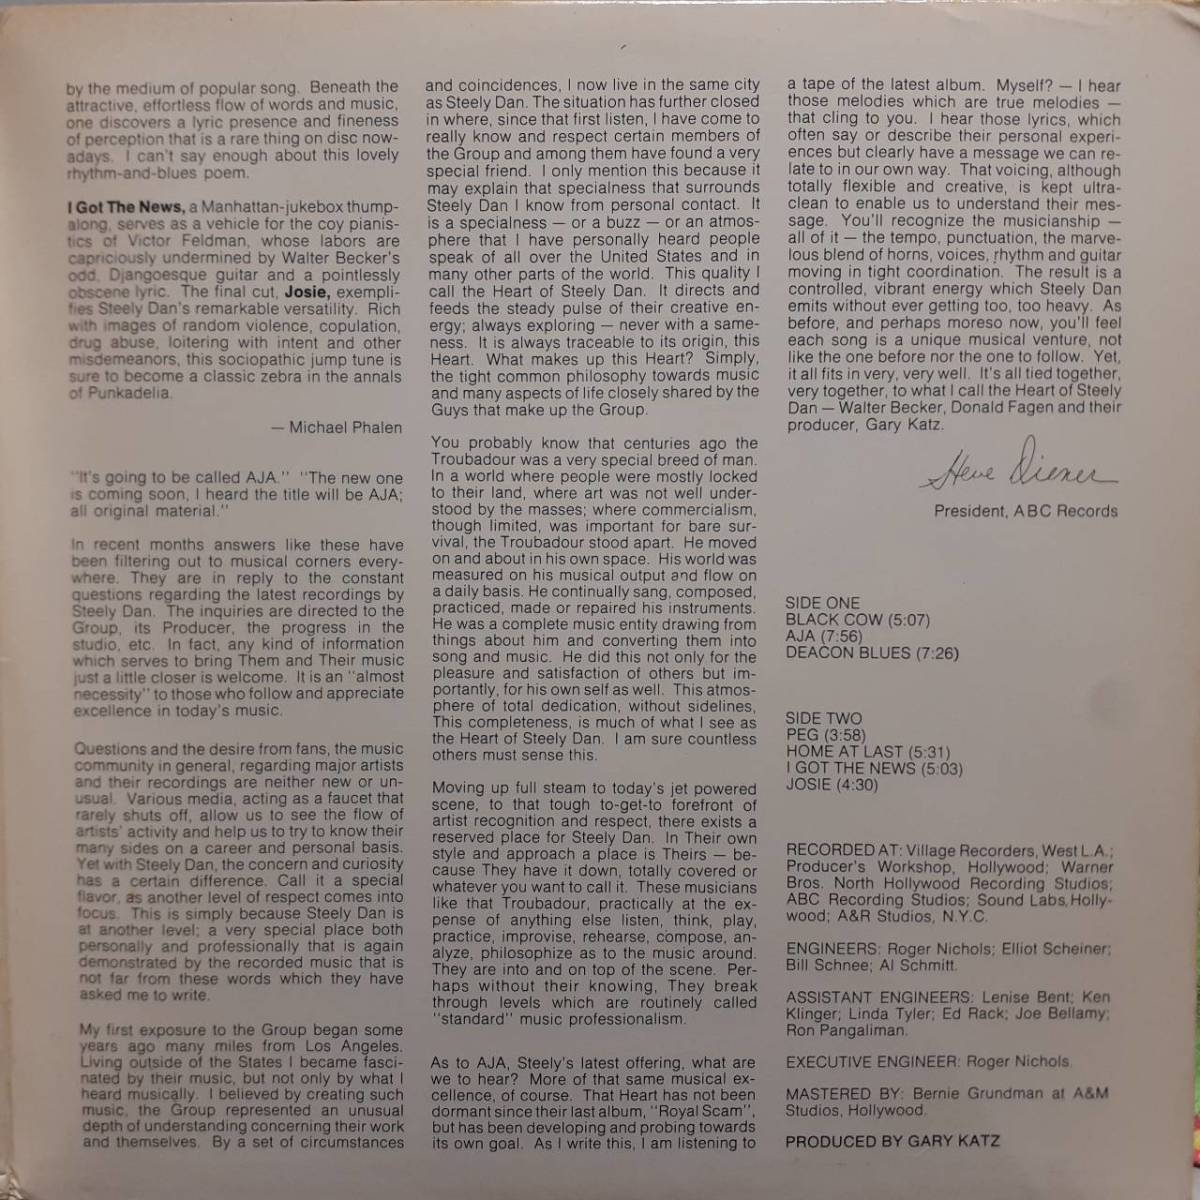 by the medium of popular song. Beneath the
attractive, effortless flow of words and music,
one discovers a lyric presence and fineness
of perception that is a rare thing on disc now-
adays. I can't say enough about this lovely
rhythm-and-blues poem.
I Got The News, a Manhattan-jukebox thump-
along, serves as a vehicle for the coy pianis-
tics of Victor Feldman, whose labors are
capriciously undermined by Walter Becker's
odd, Djangoesque guitar and a pointlessly
obscene lyric. The final cut, Josie, exempli-
fies Steely Dan's remarkable versatility. Rich
with images of random violence, copulation,
drug abuse, loitering with intent and other
misdemeanors, this sociopathic jump tune is
sure to become a classic zebra in the annals
of Punkadelia.
— Michael Phalen
"It's going to be called AJA." "The new one
is coming soon, I heard the title will be AJA;
all original material."
In recent months answers like these have
been filtering out to musical corners every-
where. They are in reply to the constant
questions regarding the latest recordings by
Steely Dan. The inquiries are directed to the
Group, its Producer, the progress in the
studio, etc. In fact, any kind of information
which serves to bring Them and Their music
just a little closer is welcome. It is an "almost
necessity" to those who follow and appreciate
excellence in today's music.
Questions and the desire from fans, the music
community in general, regarding major artists
and their recordings are neither new or un-
usual. Various media, acting as a faucet that
rarely shuts off, allow us to see the flow of
artists' activity and help us to try to know their
many sides on a career and personal basis.
Yet with Steely Dan, the concern and curiosity
has a certain difference. Call it a special
flavor, as another level of respect comes into
focus. This is simply because Steely Dan is
at another level; a very special place both
personally and professionally that is again
demonstrated by the recorded music that is
not far from these words which they have
asked me to write.
My first exposure to the Group began some
years ago many miles from Los Angeles.
Living outside of the States I became fasci-
nated by their music, but not only by what I
heard musically. I believed by creating such
music, the Group represented an unusual
depth of understanding concerning their work
and themselves. By a set of circumstances
and coincidences, I now live in the same city
as Steely Dan. The situation has further closed
in where, since that first listen, I have come to
really know and respect certain members of
the Group and among them have found a very
special friend. I only mention this because it
may explain that specialness that surrounds
Steely Dan I know from personal contact. It
is a specialness — or a buzz — or an atmos-
phere that I have personally heard people
speak of all over the United States and in
many other parts of the world. This quality I
call the Heart of Steely Dan. It directs and
feeds the steady pulse of their creative en-
ergy; always exploring — never with a same-
ness. It is always traceable to its origin, this
Heart. What makes up this Heart? Simply,
the tight common philosophy towards music
and many aspects of life closely shared by the
Guys that make up the Group.
You probably know that centuries ago the
Troubadour was a very special breed of man.
In a world where people were mostly locked
to their land, where art was not well under-
stood by the masses; where commercialism,
though limited, was important for bare sur-
vival, the Troubadour stood apart. He moved
on and about in his own space. His world was
measured on his musical output and flow on
a daily basis. He continually sang, composed,
practiced, made or repaired his instruments.
He was a complete music entity drawing from
things about him and converting them into
song and music. He did this not only for the
pleasure and satisfaction of others but im-
portantly, for his own self as well. This atmos-
phere of total dedication, without sidelines,
This completeness, is much of what I see as
the Heart of Steely Dan. I am sure countless
others must sense this.
Moving up full steam to today's jet powered
scene, to that tough to-get-to forefront of
artist recognition and respect, there exists a
reserved place for Steely Dan. In Their own
style and approach a place is Theirs — be-
cause They have it down, totally covered or
whatever you want to call it. These musicians
like that Troubadour, practically at the ex-
pense of anything else listen, think, play,
practice, improvise, rehearse, compose, an-
alyze, philosophize as to the music around.
They are into and on top of the scene. Per-
haps without their knowing, They break
through levels which are routinely called
"standard" music professionalism.
As to AJA, Steely's latest offering, what are
we to hear? More of that same musical ex-
cellence, of course. That Heart has not been
dormant since their last album, "Royal Scam",
but has been developing and probing towards
its own goal. As I write this, I am listening to
a tape of the latest album. Myself? — I hear
those melodies which are true melodies —
that cling to you. I hear those lyrics, which
often say or describe their personal experi-
ences but clearly have a message we can re-
late to in our own way. That voicing, although
totally flexible and creative, is kept ultra-
clean to enable us to understand their mes-
sage. You'll recognize the musicianship —
all of it — the tempo, punctuation, the marve-
lous blend of horns, voices, rhythm and guitar
moving in tight coordination. The result is a
controlled, vibrant energy which Steely Dan
emits without ever getting too, too heavy. As
before, and perhaps moreso now, you'll feel
each song is a unique musical venture, not
like the one before nor the one to follow. Yet,
it all fits in very, very well. It's all tied together,
very together, to what I call the Heart of Steely
Dan — Walter Becker, Donald Fagen and their
producer, Gary Katz.
Steve Diener
President, ABC Records
SIDE ONE
BLACK COW (5:07)
AJA (7:56)
DEACON BLUES (7:26)
SIDE TWO
PEG (3:58)
HOME AT LAST (5:31)
I GOT THE NEWS (5:03)
JOSIE (4:30)
RECORDED AT: Village Recorders, West L.A.;
Producer's Workshop, Hollywood; Warner
Bros. North Hollywood Recording Studios;
ABC Recording Studios; Sound Labs, Holly-
wood; A&R Studios, N.Y.C.
ENGINEERS: Roger Nichols; Elliot Scheiner;
Bill Schnee; Al Schmitt.
ASSISTANT ENGINEERS: Lenise Bent; Ken
Klinger; Linda Tyler; Ed Rack; Joe Bellamy;
Ron Pangaliman.
EXECUTIVE ENGINEER: Roger Nichols.
MASTERED BY: Bernie Grundman at A&M
Studios, Hollywood.
PRODUCED BY GARY KATZ